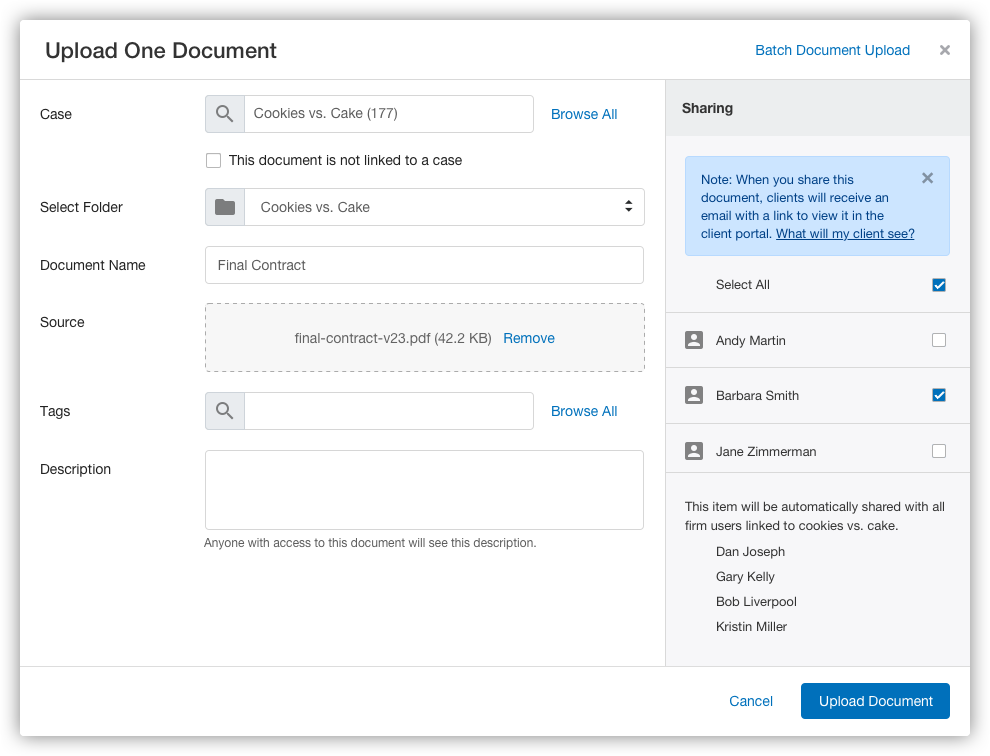 Upload One Document
Batch Document Upload
Case
Cookies vs. Cake (177)
Browse All
This document is not linked to a case
Select Folder
Cookies vs. Cake
Document Name
Final Contract
Source
final-contract-v23.pdf (42.2 KB) Remove
Tags
Browse All
Description
Anyone with access to this document will see this description.
Sharing
Note: When you share this
document, clients will receive an
email with a link to view it in the
client portal. What will my client see?
Select All
Andy Martin
Barbara Smith
Jane Zimmerman
This item will be automatically shared with all
firm users linked to cookies vs. cake.
Dan Joseph
Gary Kelly
Bob Liverpool
Kristin Miller
Cancel
Upload Document